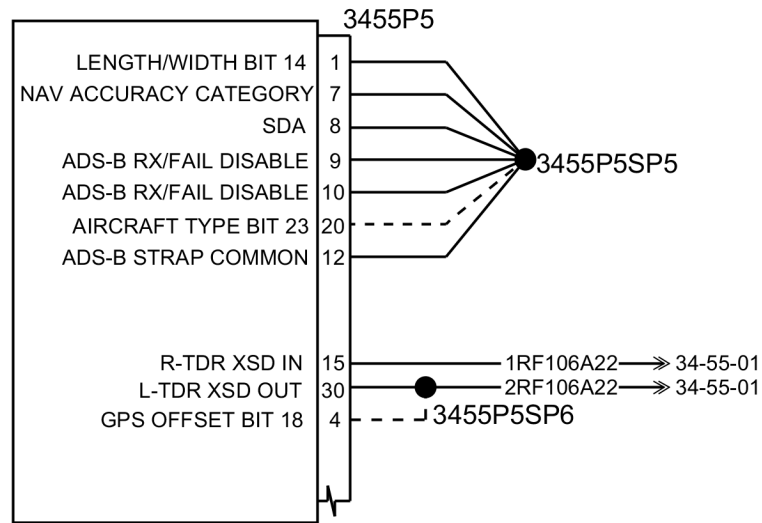 3455P5
LENGTH/WIDTH BIT 14 1
NAV ACCURACY CATEGORY 7
SDA 8
ADS-B RX/FAIL DISABLE 9
3455P5SP5
ADS-B RX/FAIL DISABLE 10
AIRCRAFT TYPE BIT 23 20
ADS-B STRAP COMMON 12
R-TDR XSD IN 15 1RF106A22 34-55-01
L-TDR XSD OUT 30 2RF106A22 34-55-01
GPS OFFSET BIT 18 4 3455P5SP6